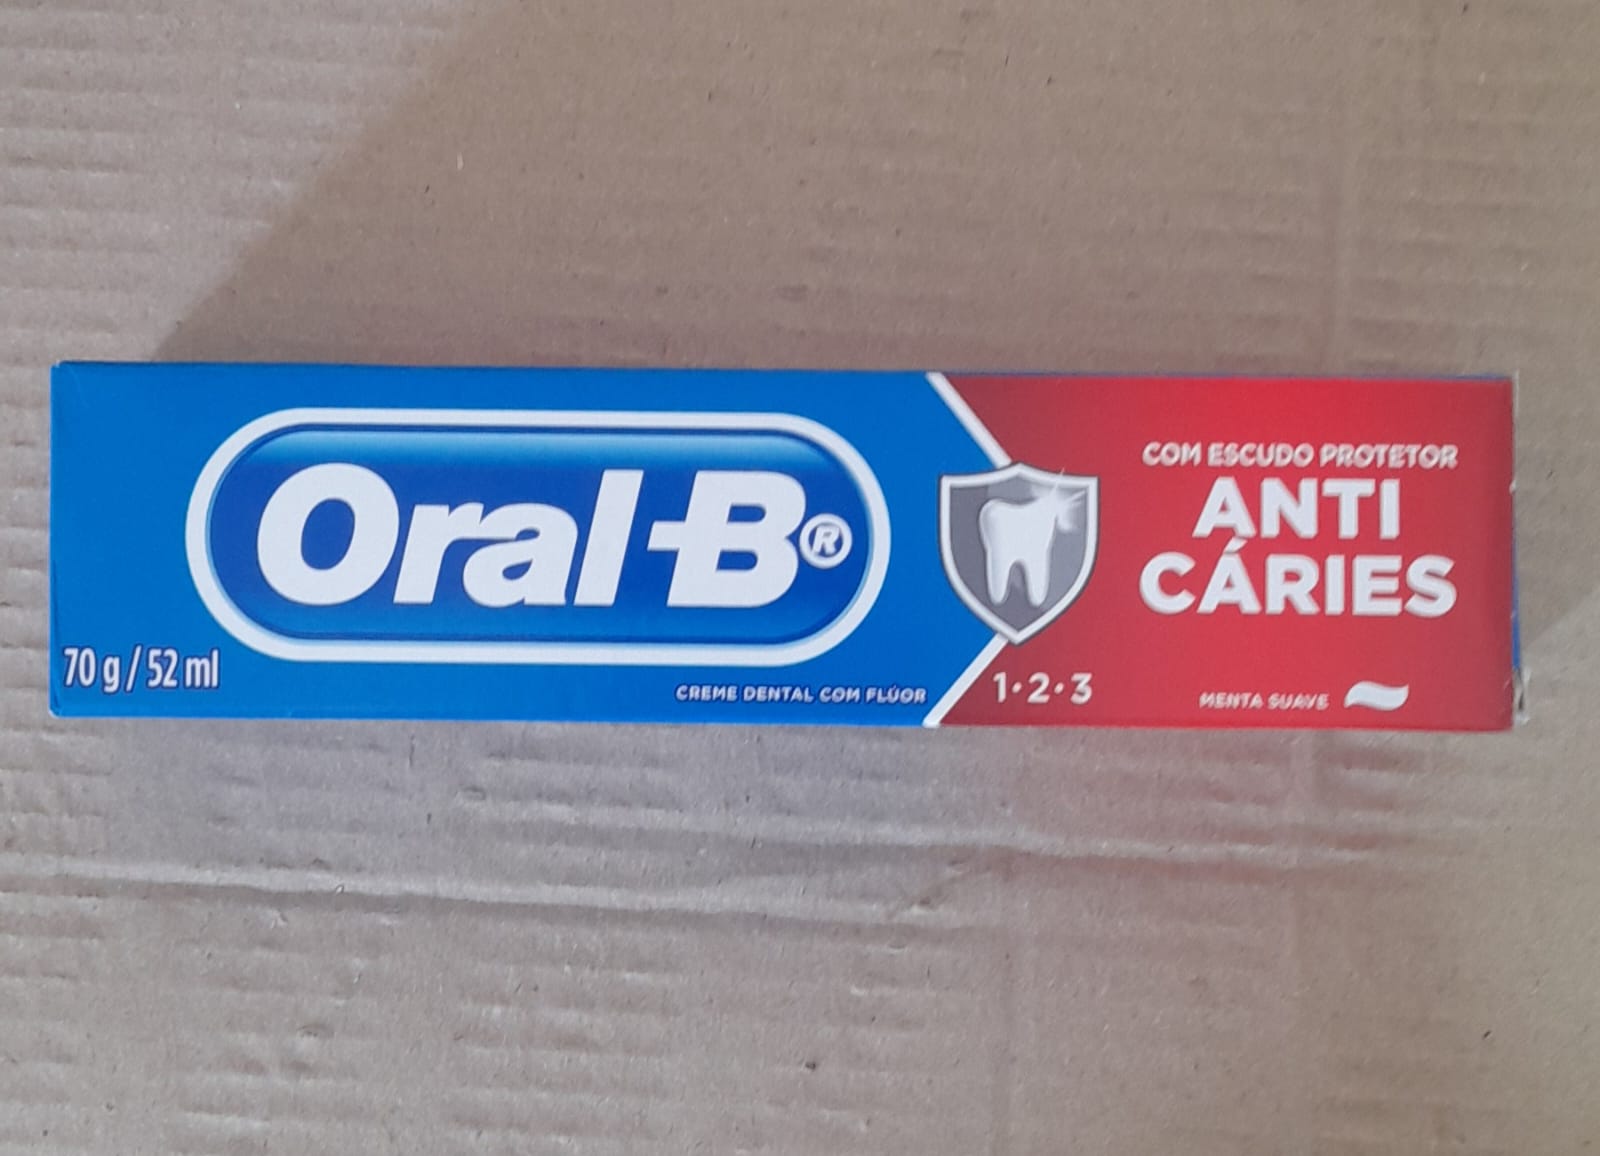 Oral-B®
70 g / 52 ml
CREME DENTAL COM FLÚOR
1•2•3
COM ESCUDO PROTETOR
ANTI
CÁRIES
MENTA SUAVE